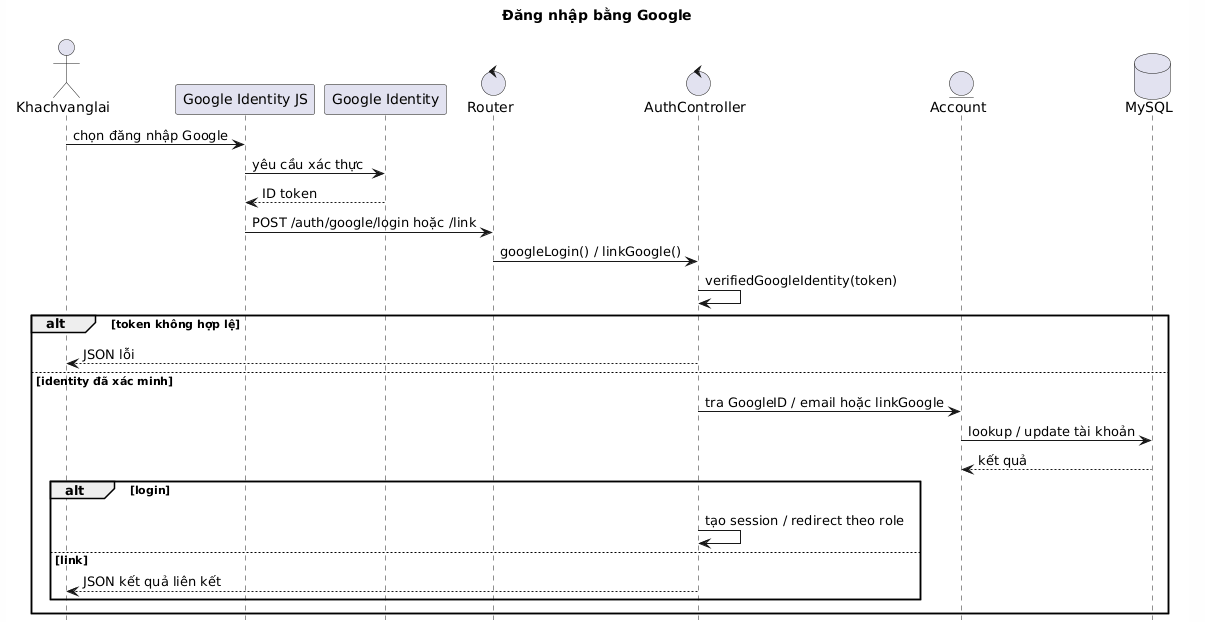 Đăng nhập bằng Google
Khachvanglai
Google Identity JS
Google Identity
Router
AuthController
Account
MySQL
chọn đăng nhập Google
yêu cầu xác thực
ID token
POST /auth/google/login hoặc /link
googleLogin() / linkGoogle()
verifiedGoogleIdentity(token)
alt [token không hợp lệ]
JSON lỗi
[identity đã xác minh]
tra GoogleID / email hoặc linkGoogle
lookup / update tài khoản
kết quả
alt [login]
tạo session / redirect theo role
[link]
JSON kết quả liên kết